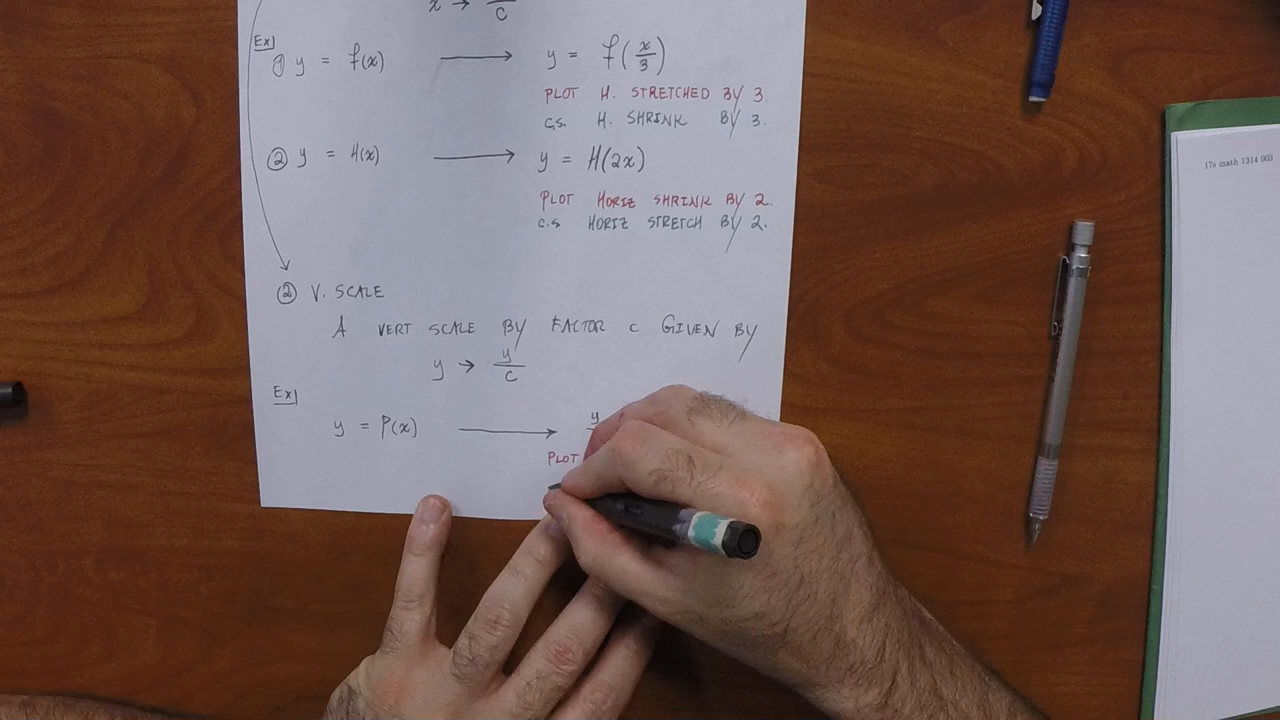 x → /C
Ex]
① y = f(x) → y = f(x/3)
PLOT H. STRETCHED BY 3.
C.S. H. SHRINK BY 3.
② y = H(x) → y = H(2x)
PLOT HORIZ SHRINK BY 2.
C.S HORIZ STRETCH BY 2.
② V. SCALE
A VERT SCALE BY FACTOR C GIVEN BY
y → y/C
Ex]
y = P(x) → y
PLOT
17s math 1314 003